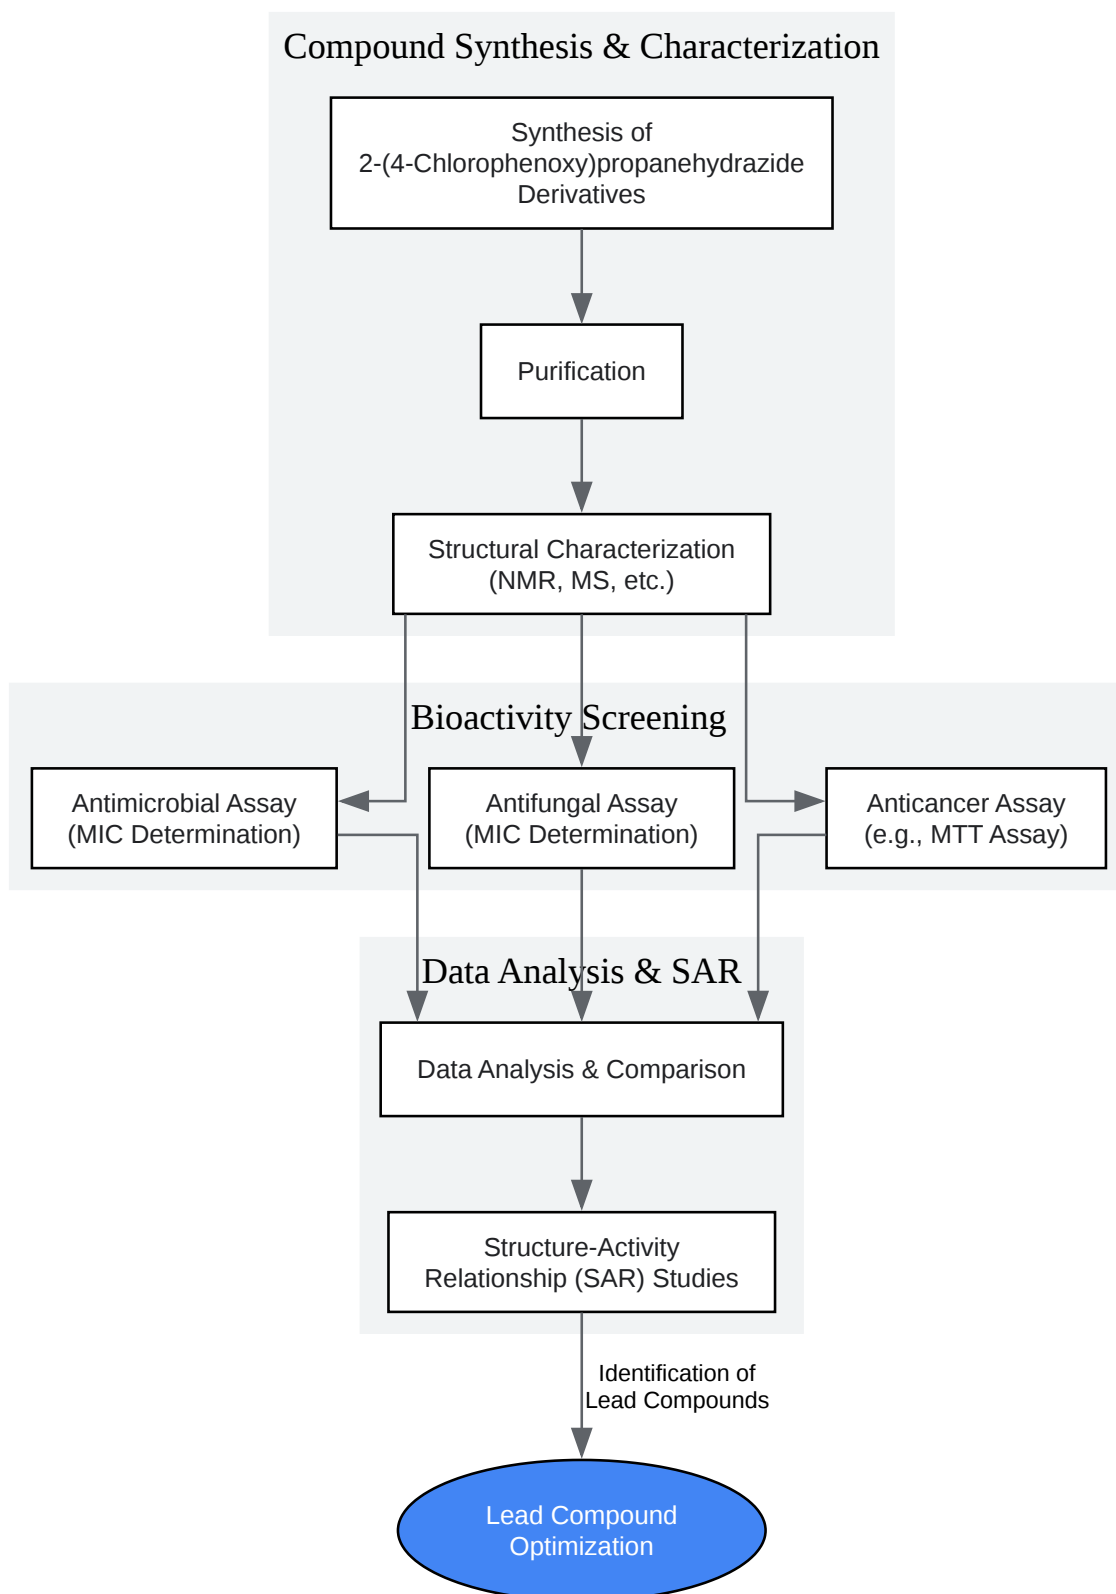 Compound Synthesis & Characterization
Synthesis of
2-(4-Chlorophenoxy)propanehydrazide
Derivatives
Purification
Structural Characterization
(NMR, MS, etc.)
Bioactivity Screening
Antimicrobial Assay
(MIC Determination)
Antifungal Assay
(MIC Determination)
Anticancer Assay
(e.g., MTT Assay)
Data Analysis & SAR
Data Analysis & Comparison
Structure-Activity
Relationship (SAR) Studies
Identification of
Lead Compounds
Lead Compound
Optimization